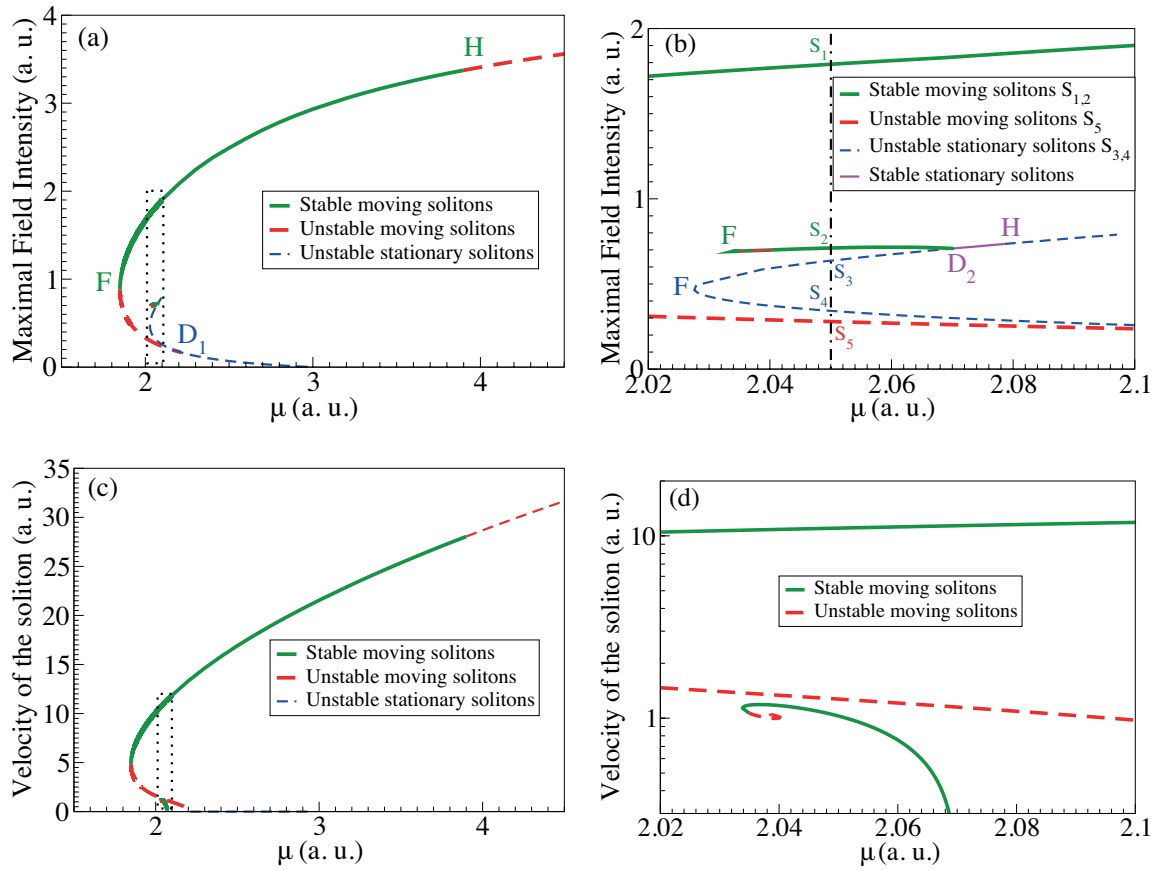 (a)
Maximal Field Intensity (a. u.)
4
3
2
1
0
H
F
D1
Stable moving solitons
Unstable moving solitons
Unstable stationary solitons
2
3
4
μ (a. u.)
(b)
Maximal Field Intensity (a. u.)
2
1
0
S1
Stable moving solitons S1,2
Unstable moving solitons S5
Unstable stationary solitons S3,4
Stable stationary solitons
F
S2
H
D2
S3
F
S4
S5
2.02
2.04
2.06
2.08
2.1
μ (a. u.)
(c)
Velocity of the soliton (a. u.)
35
30
25
20
15
10
5
0
Stable moving solitons
Unstable moving solitons
Unstable stationary solitons
2
3
4
μ (a. u.)
(d)
Velocity of the soliton (a. u.)
10
1
Stable moving solitons
Unstable moving solitons
2.02
2.04
2.06
2.08
2.1
μ (a. u.)